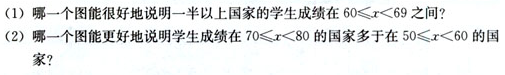 (1) 哪一个图能很好地说明一半以上国家的学生成绩在 60≤x<69 之间?
(2) 哪一个图能更好地说明学生成绩在 70≤x<80 的国家多于在 50≤x<60 的国
家?